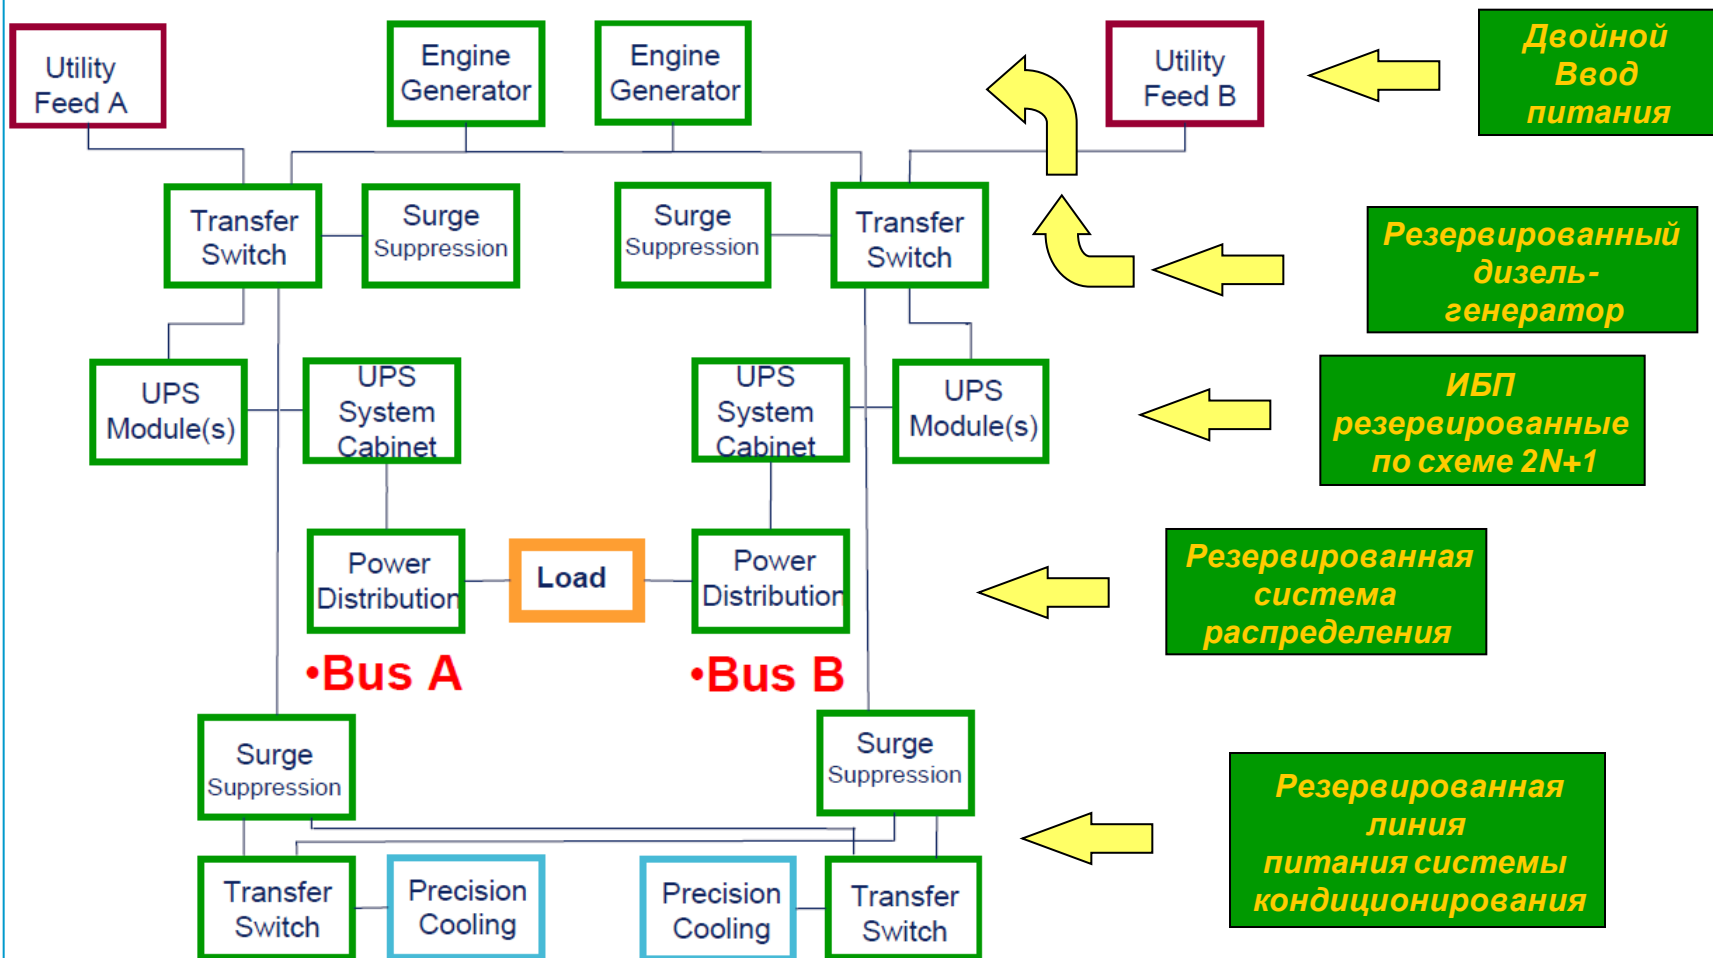 Utility
Feed A
Engine
Generator
Engine
Generator
Utility
Feed B
Двойной
Ввод
питания
Transfer
Switch
Surge
Suppression
Surge
Suppression
Transfer
Switch
Резервированный
дизель-
генератор
UPS
Module(s)
UPS
System
Cabinet
UPS
System
Cabinet
UPS
Module(s)
ИБП
резервированные
по схеме 2N+1
Power
Distribution
Load
Power
Distribution
Резервированная
система
распределения
•Bus A
•Bus B
Surge
Suppression
Surge
Suppression
Резервированная
линия
питания системы
кондиционирования
Transfer
Switch
Precision
Cooling
Precision
Cooling
Transfer
Switch